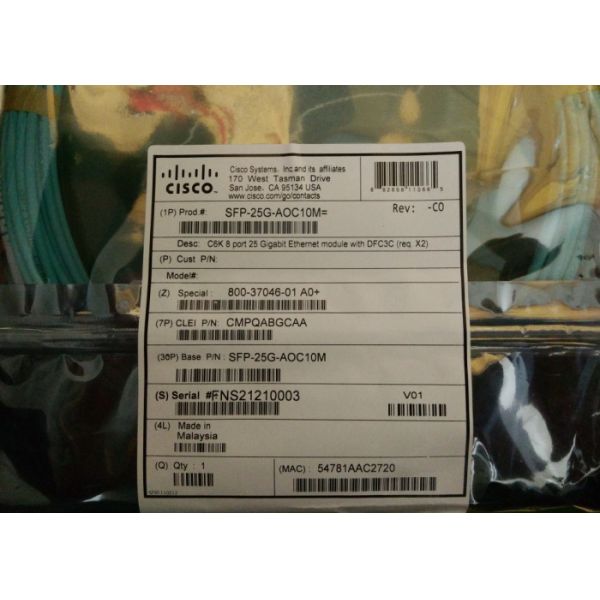 CISCO
Cisco Systems, Inc and its affiliates
170 West Tasman Drive
San Jose, CA 95134 USA
www.cisco.com/go/contacts
(1P) Prod.#: SFP-25G-AOC10M=
Rev: -C0
Desc: C6K 8 port 25 Gigabit Ethernet module with DFC3C (req. X2)
(P) Cust P/N:
Model#:
(Z) Special: 800-37046-01 A0+
(7P) CLEI P/N: CMPQABGCAA
(36P) Base P/N: SFP-25G-AOC10M
(S) Serial #FNS21210003
V01
(4L) Made in
Malaysia
(Q) Qty : 1
(MAC) : 54781AAC2720